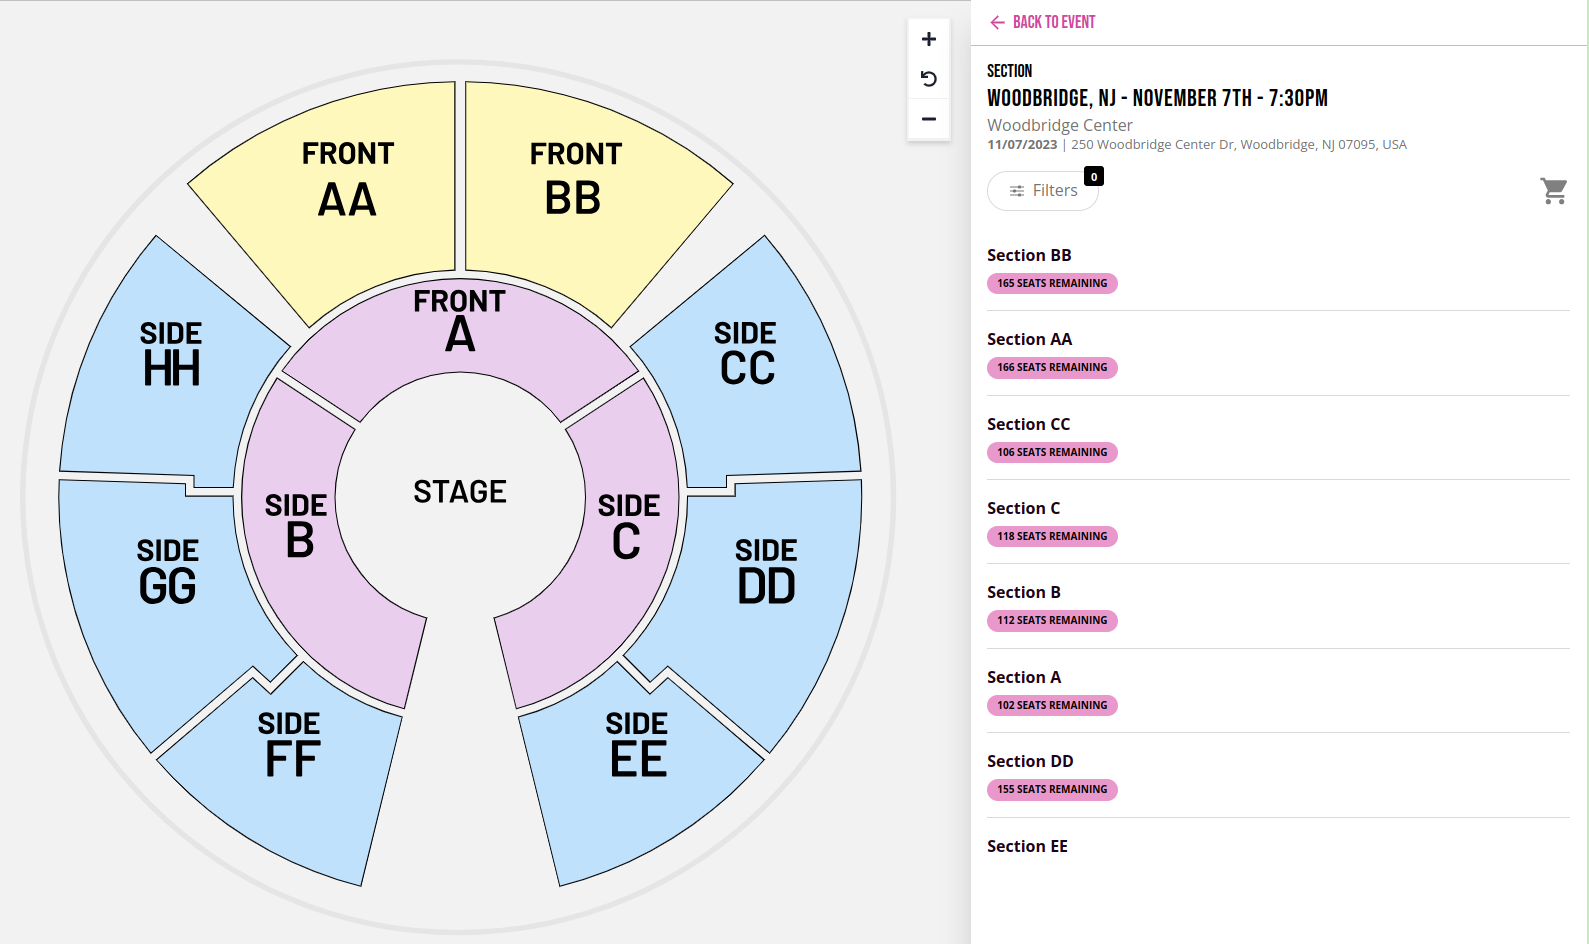 FRONT
AA
FRONT
BB
FRONT
A
SIDE
HH
SIDE
CC
STAGE
SIDE
B
SIDE
C
SIDE
GG
SIDE
DD
SIDE
FF
SIDE
EE
BACK TO EVENT
SECTION
WOODBRIDGE, NJ - NOVEMBER 7TH - 7:30PM
Woodbridge Center
11/07/2023 | 250 Woodbridge Center Dr, Woodbridge, NJ 07095, USA
Filters
0
Section BB
165 SEATS REMAINING
Section AA
166 SEATS REMAINING
Section CC
106 SEATS REMAINING
Section C
118 SEATS REMAINING
Section B
112 SEATS REMAINING
Section A
102 SEATS REMAINING
Section DD
155 SEATS REMAINING
Section EE